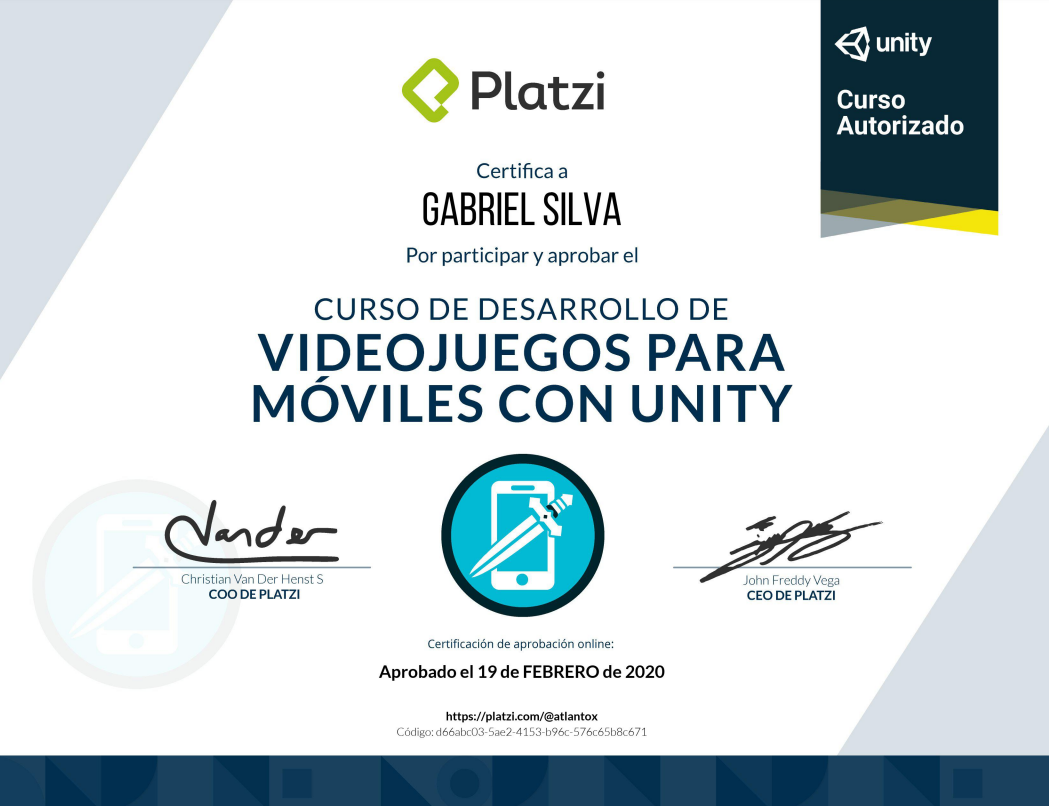 Platzi
unity
Curso
Autorizado
Certifica a
GABRIEL SILVA
Por participar y aprobar el
CURSO DE DESARROLLO DE
VIDEOJUEGOS PARA
MÓVILES CON UNITY
Vander
Christian Van Der Henst S
COO DE PLATZI
John Freddy Vega
CEO DE PLATZI
Certificación de aprobación online:
Aprobado el 19 de FEBRERO de 2020
https://platzi.com/@atlantox
Código: d66abc03-5ae2-4153-b96c-576c65b8c671